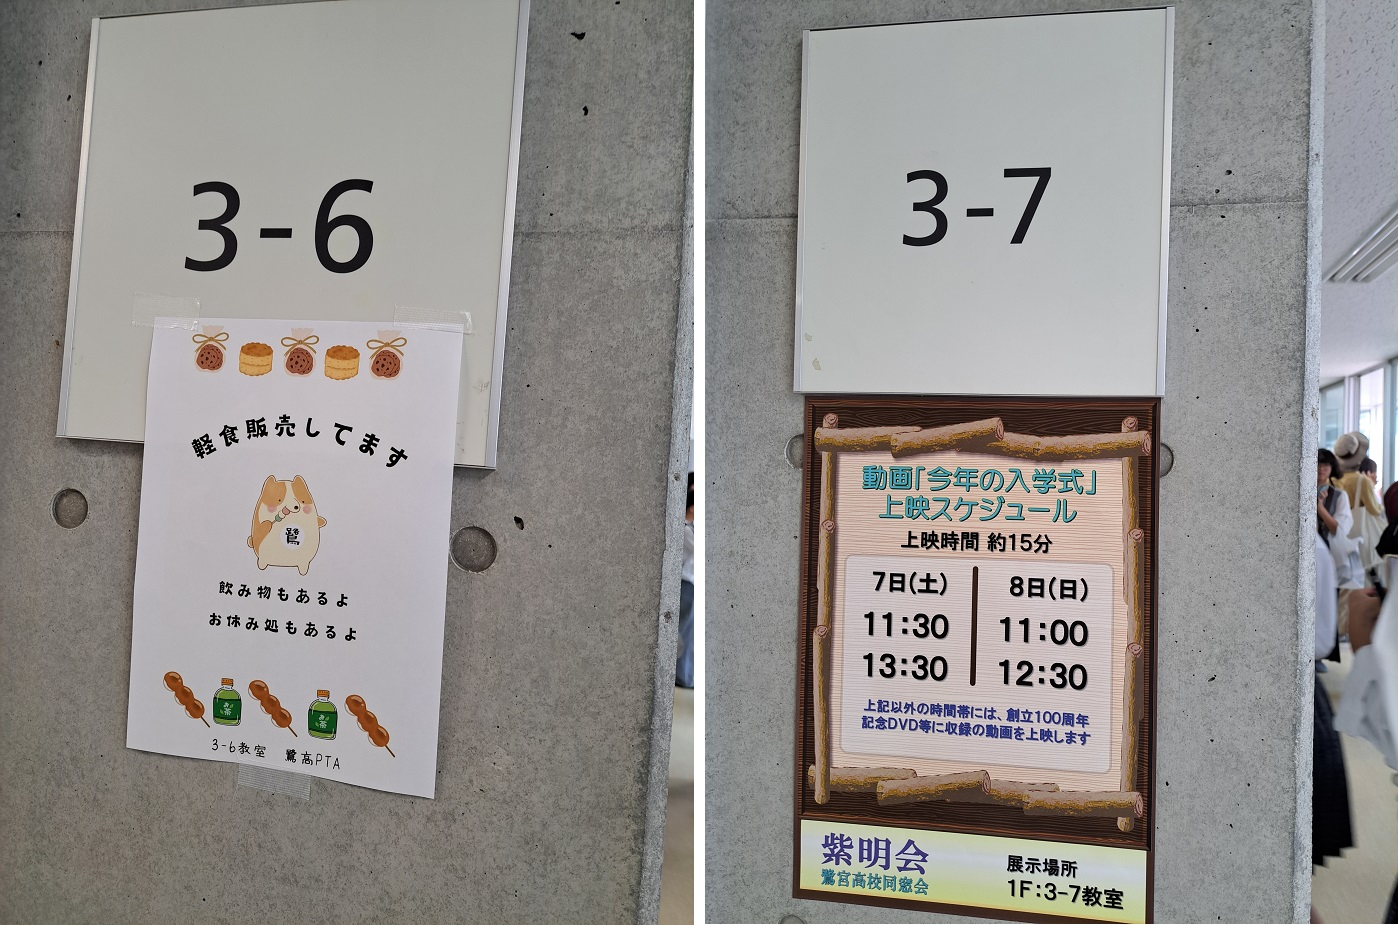 3-6
軽食販売してます
鷺
飲み物もあるよ
お休み処もあるよ
お茶
お茶
3-6教室 鷺高PTA
3-7
動画「今年の入学式」
上映スケジュール
上映時間 約15分
7日(土)
11:30
13:30
8日(日)
11:00
12:30
上記以外の時間帯には、創立100周年
記念DVD等に収録の動画を上映します
紫明会
鷺宮高校同窓会
展示場所
1F:3-7教室